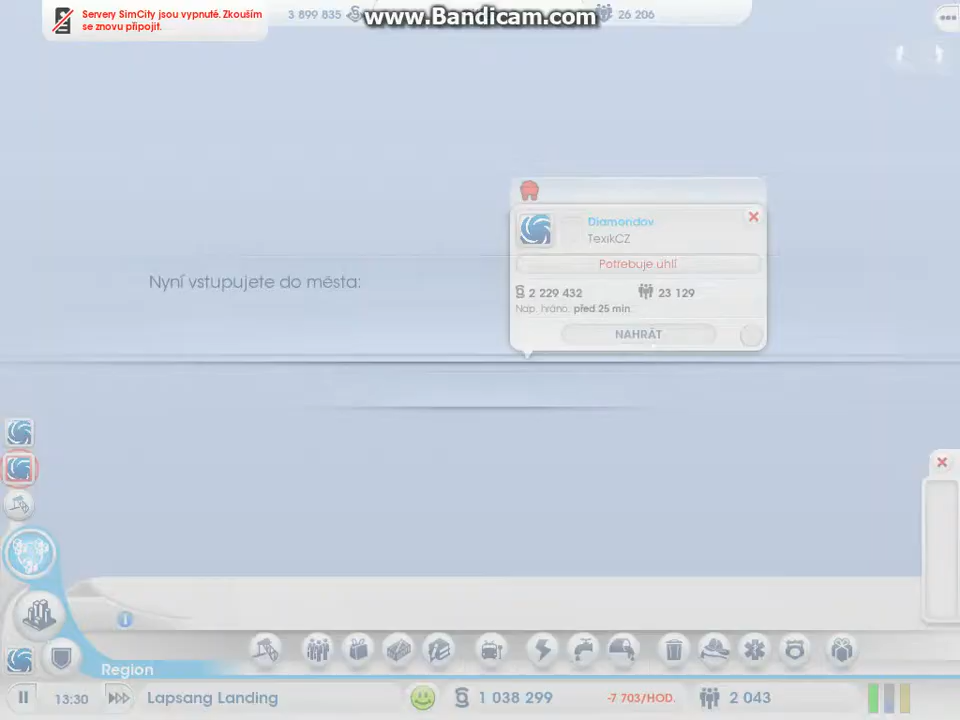 Servery SimCity jsou vypnuté. Zkouším
se znovu připojit.
3 899 835
www.Bandicam.com
26 206
Diamondov
TexikCZ
Potřebuje uhlí
2 229 432
23 129
Nap. hráno: před 25 min.
NAHRÁT
Nyní vstupujete do města:
Region
13:30
Lapsang Landing
1 038 299
-7 703/HOD.
2 043